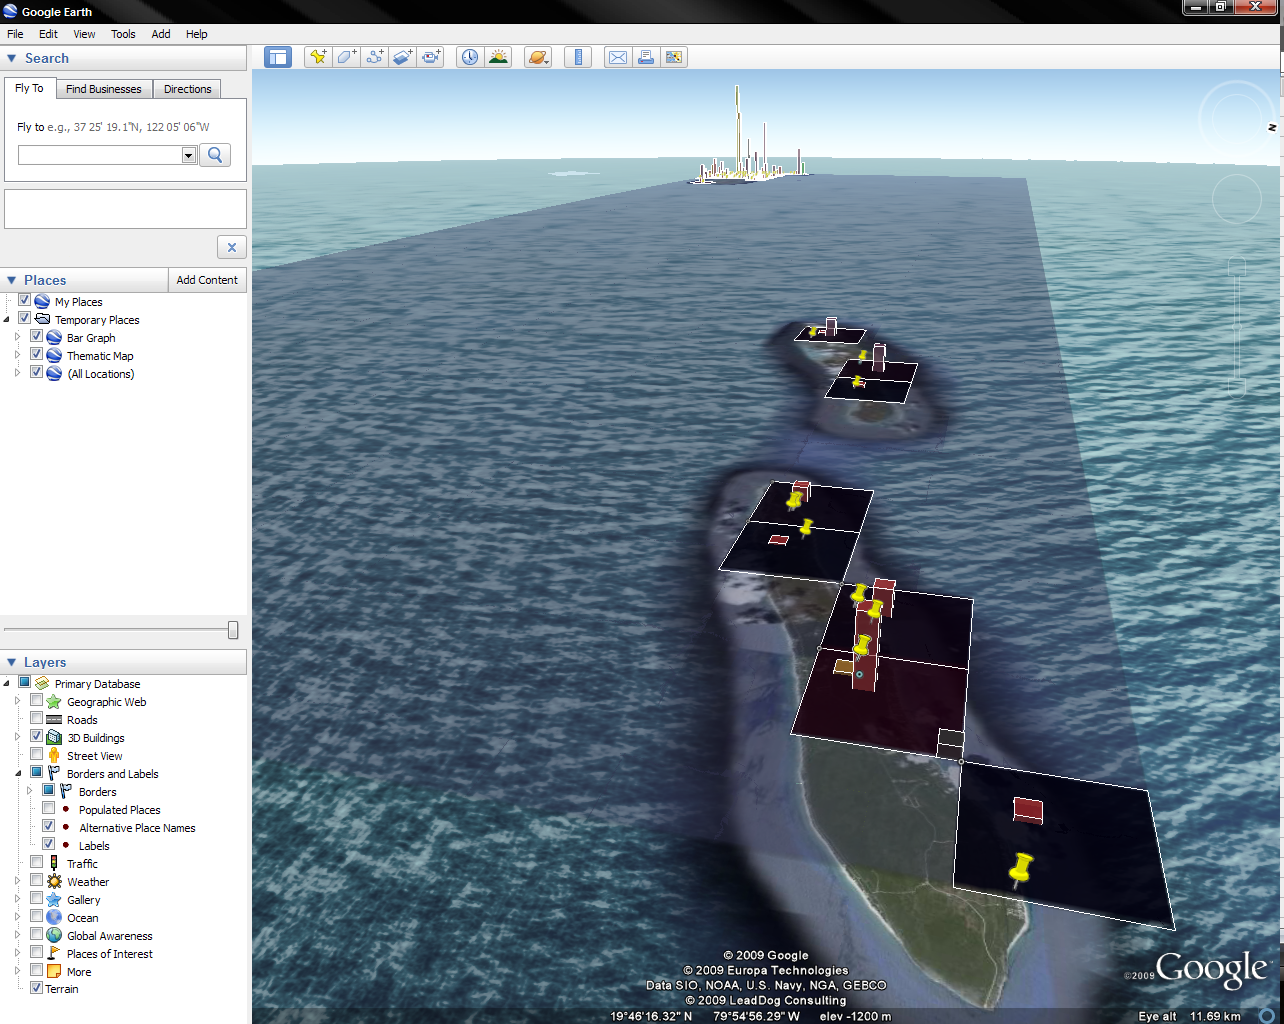 Google Earth
File Edit View Tools Add Help
Search
Fly To Find Businesses Directions
Fly to e.g., 37 25' 19.1"N, 122 05' 06"W
Places Add Content
My Places
Temporary Places
Bar Graph
Thematic Map
(All Locations)
Layers
Primary Database
Geographic Web
Roads
3D Buildings
Street View
Borders and Labels
Borders
Populated Places
Alternative Place Names
Labels
Traffic
Weather
Gallery
Ocean
Global Awareness
Places of Interest
More
Terrain
N
© 2009 Google
© 2009 Europa Technologies
Data SIO, NOAA, U.S. Navy, NGA, GEBCO
© 2009 LeadDog Consulting
©2009 Google™
19°46'16.32" N 79°54'56.29" W elev -1200 m
Eye alt 11.69 km